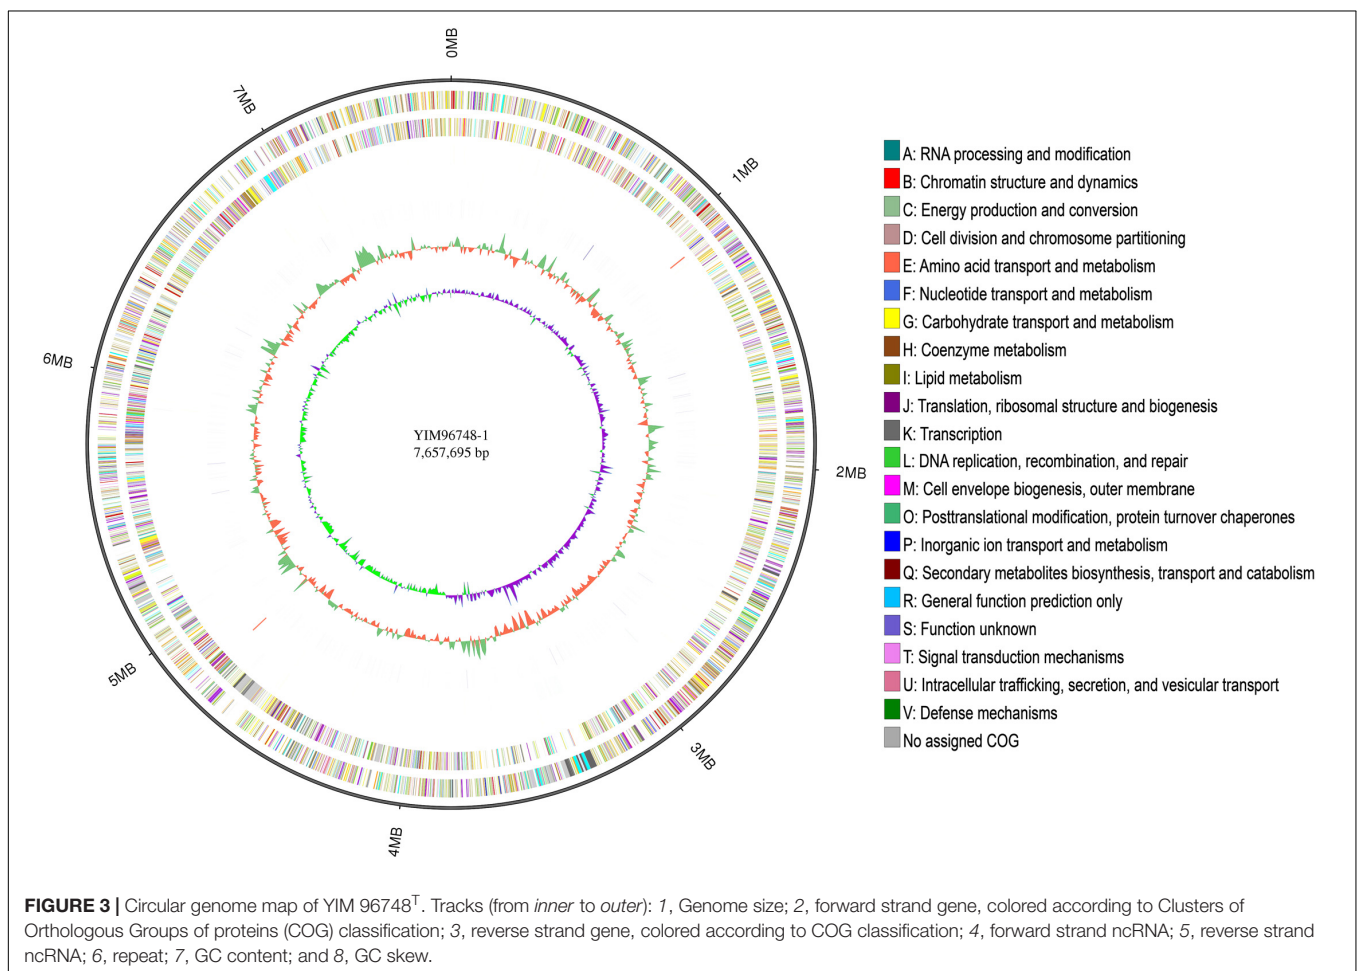 0MB
1MB
2MB
3MB
4MB
5MB
6MB
7MB
YIM96748-1
7,657,695 bp
A: RNA processing and modification
B: Chromatin structure and dynamics
C: Energy production and conversion
D: Cell division and chromosome partitioning
E: Amino acid transport and metabolism
F: Nucleotide transport and metabolism
G: Carbohydrate transport and metabolism
H: Coenzyme metabolism
I: Lipid metabolism
J: Translation, ribosomal structure and biogenesis
K: Transcription
L: DNA replication, recombination, and repair
M: Cell envelope biogenesis, outer membrane
O: Posttranslational modification, protein turnover chaperones
P: Inorganic ion transport and metabolism
Q: Secondary metabolites biosynthesis, transport and catabolism
R: General function prediction only
S: Function unknown
T: Signal transduction mechanisms
U: Intracellular trafficking, secretion, and vesicular transport
V: Defense mechanisms
No assigned COG
FIGURE 3 | Circular genome map of YIM 96748T. Tracks (from inner to outer): 1, Genome size; 2, forward strand gene, colored according to Clusters of
Orthologous Groups of proteins (COG) classification; 3, reverse strand gene, colored according to COG classification; 4, forward strand ncRNA; 5, reverse strand
ncRNA; 6, repeat; 7, GC content; and 8, GC skew.